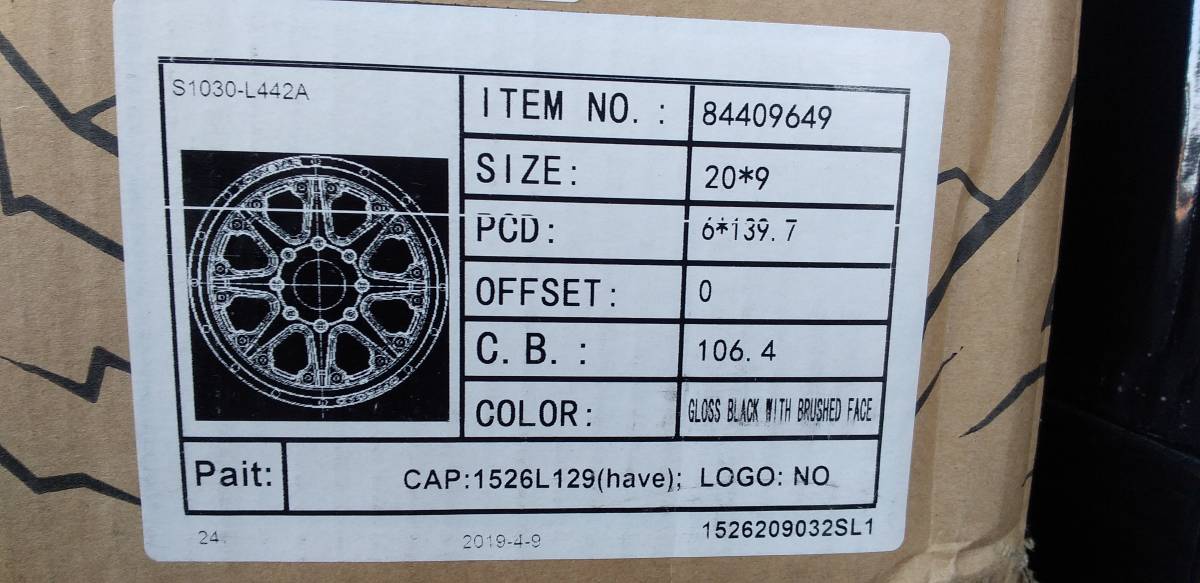 S1030-L442A
ITEM NO. : 84409649
SIZE: 20*9
PCD: 6*139.7
OFFSET: 0
C. B. : 106.4
COLOR: GLOSS BLACK WITH BRUSHED FACE
Pait: CAP:1526L129(have); LOGO: NO
24. 2019-4-9 1526209032SL1